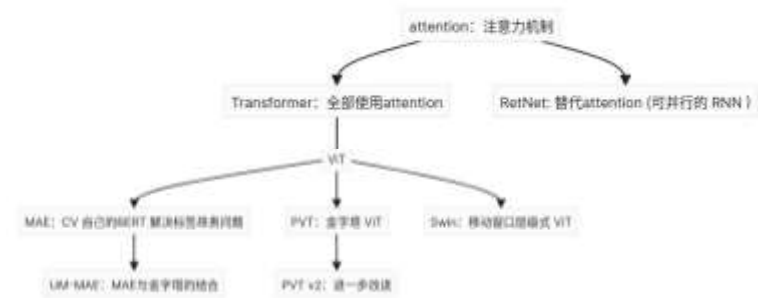 attention：注意力机制
Transformer：全部使用attention
RetNet: 替代attention (可并行的 RNN )
ViT
MAE：CV 自己的BERT 解决标签昂贵问题
PVT：金字塔 ViT
Swin：移动窗口层级式 ViT
UM-MAE：MAE与金字塔的结合
PVT v2：进一步改进